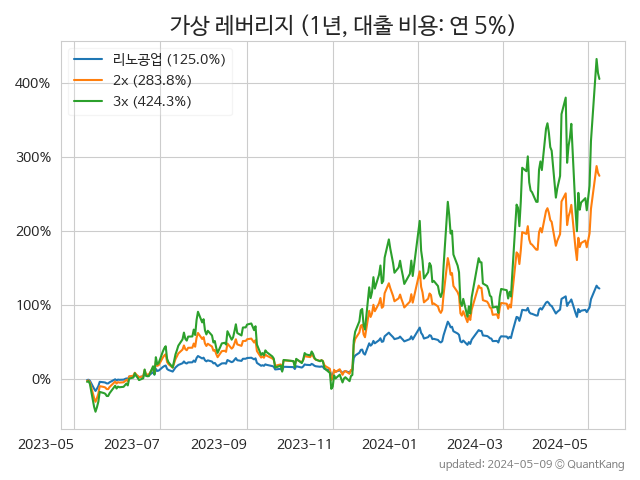 가상 레버리지 (1년, 대출 비용: 연 5%)
리노공업 (125.0%)
2x (283.8%)
3x (424.3%)
400%
300%
200%
100%
0%
2023-05 2023-07 2023-09 2023-11 2024-01 2024-03 2024-05
updated: 2024-05-09 © QuantKang